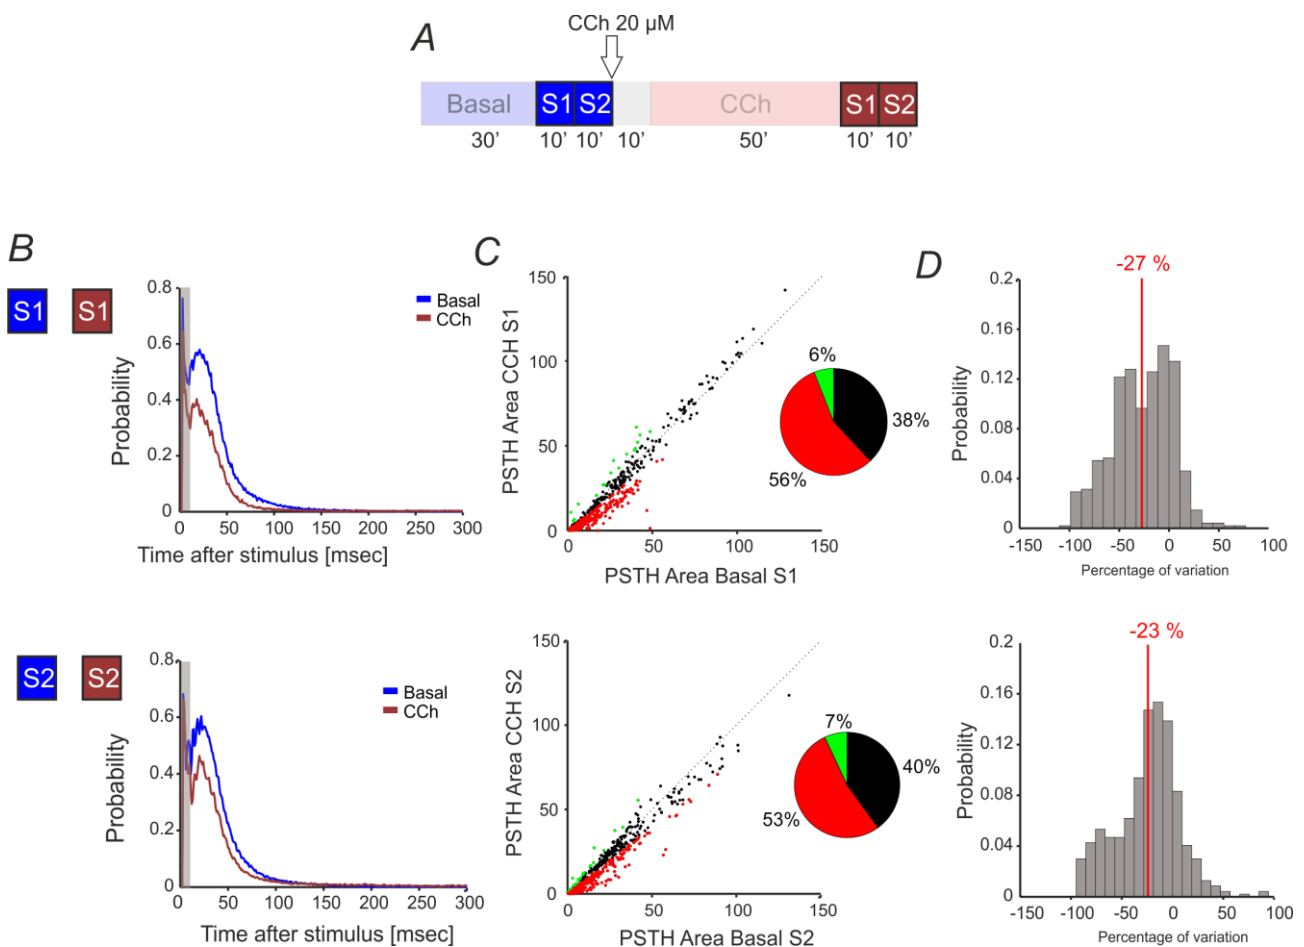 CCh 20 µM
A
Basal S1 S2 CCh S1 S2
30’ 10’ 10’ 10’ 50’ 10’ 10’
B
S1 S1
0.8
0.6
0.4
0.2
0
Probability
Basal
CCh
0 50 100 150 200 250 300
Time after stimulus [msec]
C
150
100
50
0
PSTH Area CCH S1
6%
38%
56%
0 50 100 150
PSTH Area Basal S1
D
-27 %
0.2
0.16
0.12
0.08
0.04
0
Probability
-150 -100 -50 0 50 100
Percentage of variation
S2 S2
0.8
0.6
0.4
0.2
0
Probability
Basal
CCh
0 50 100 150 200 250 300
Time after stimulus [msec]
150
100
50
0
PSTH Area CCH S2
7%
40%
53%
0 50 100 150
PSTH Area Basal S2
-23 %
0.2
0.16
0.12
0.08
0.04
0
Probability
-150 -100 -50 0 50 100
Percentage of variation